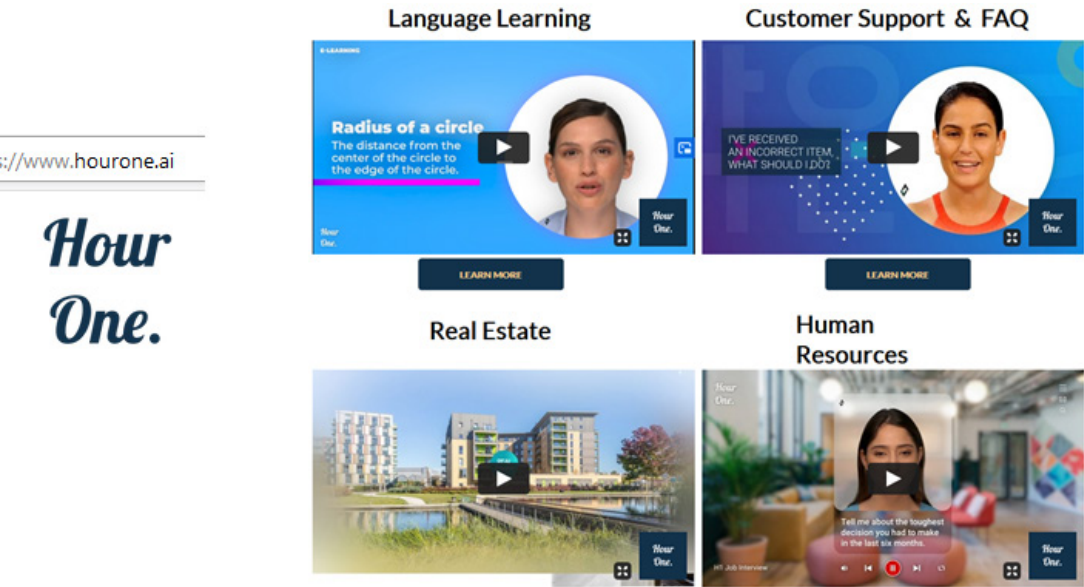 Language Learning
Customer Support & FAQ
E-LEARNING
Radius of a circle
The distance from the
center of the circle to
the edge of the circle.
Hour
One.
Hour
One.
I'VE RECEIVED
AN INCORRECT ITEM,
WHAT SHOULD I DO?
Hour
One.
s://www.hourone.ai
Hour
One.
LEARN MORE
LEARN MORE
Real Estate
Human
Resources
Hour
One.
Hour
One.
Tell me about the toughest
decision you had to make
in the last six months.
HR Job Interview
Hour
One.